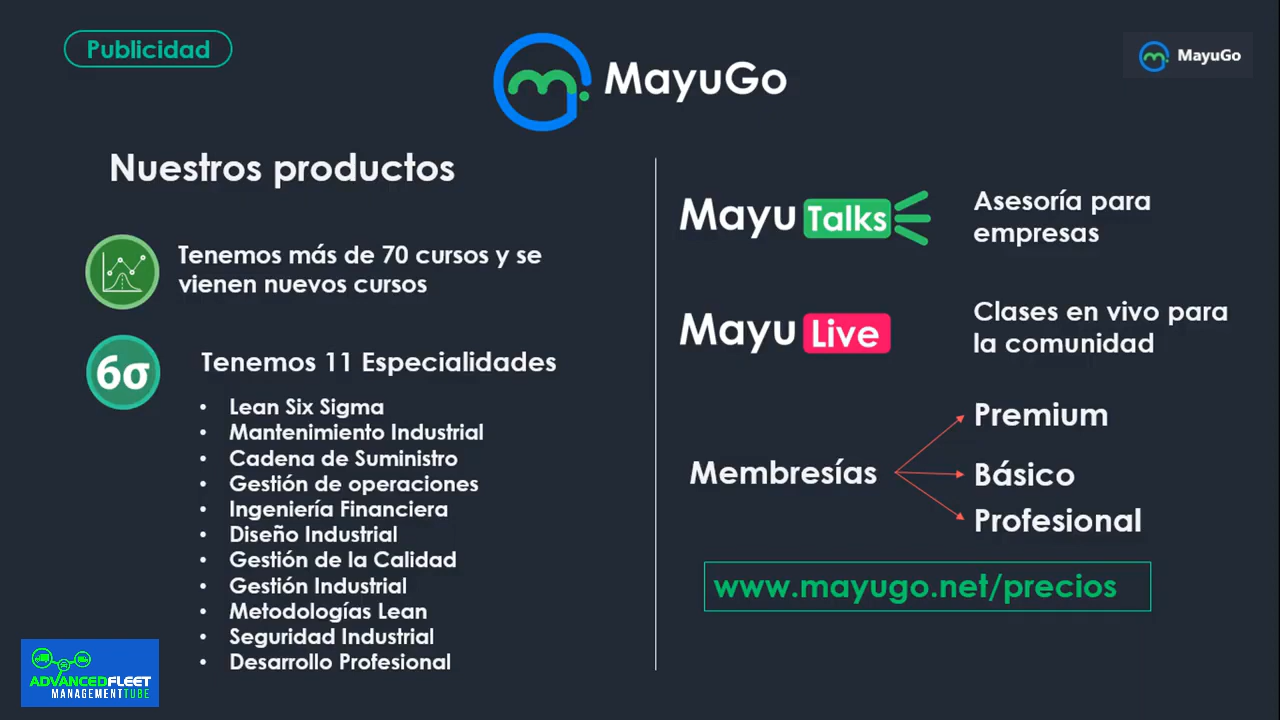 Publicidad
MayuGo
MayuGo
Nuestros productos
Tenemos más de 70 cursos y se
vienen nuevos cursos
6σ
Tenemos 11 Especialidades
• Lean Six Sigma
• Mantenimiento Industrial
• Cadena de Suministro
• Gestión de operaciones
• Ingeniería Financiera
• Diseño Industrial
• Gestión de la Calidad
• Gestión Industrial
• Metodologías Lean
• Seguridad Industrial
• Desarrollo Profesional
Mayu Talks
Asesoría para
empresas
Mayu Live
Clases en vivo para
la comunidad
Membresías
Premium
Básico
Profesional
www.mayugo.net/precios
ADVANCEDFLEET
MANAGEMENTTUBE